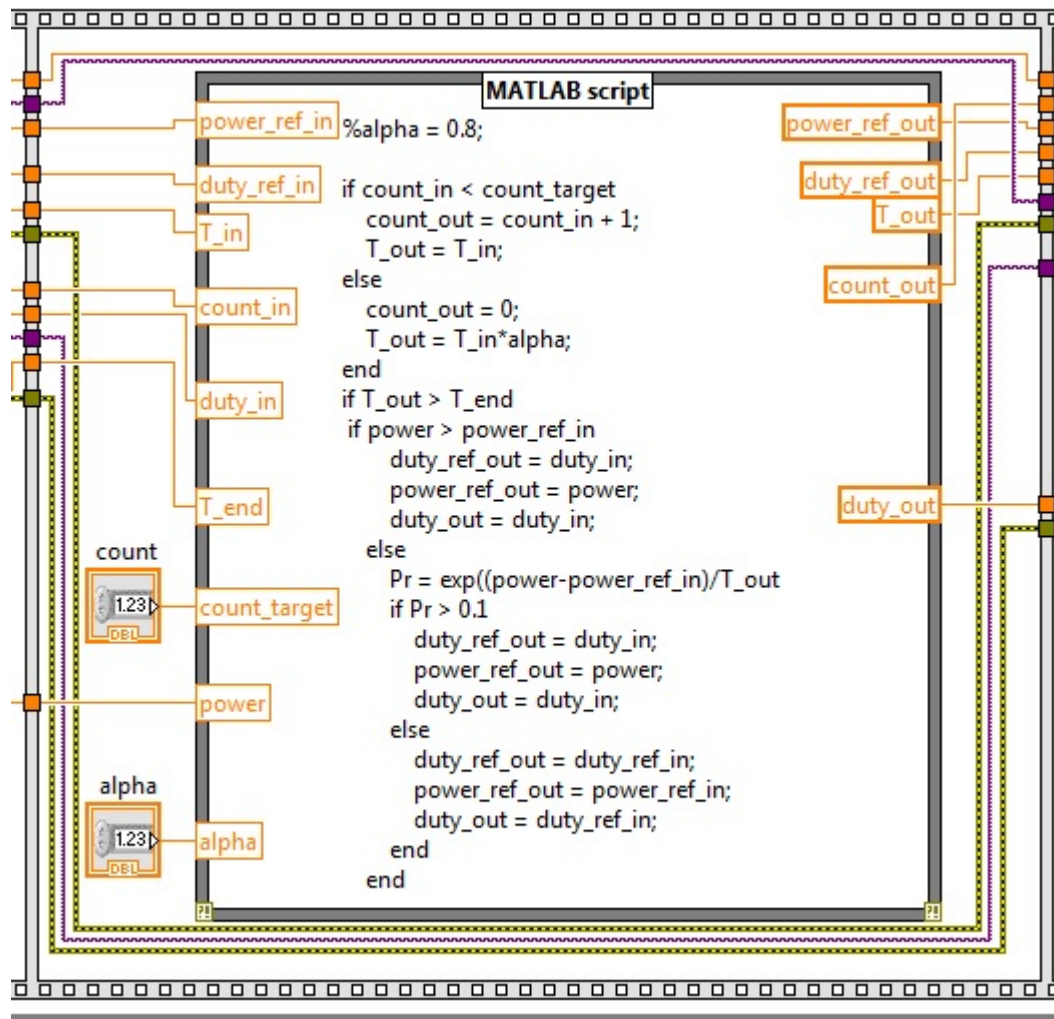 MATLAB script
power_ref_in
duty_ref_in
T_in
count_in
duty_in
T_end
count
1.23
DBL
count_target
power
alpha
1.23
DBL
alpha
%alpha = 0.8;
if count_in < count_target
count_out = count_in + 1;
T_out = T_in;
else
count_out = 0;
T_out = T_in*alpha;
end
if T_out > T_end
if power > power_ref_in
duty_ref_out = duty_in;
power_ref_out = power;
duty_out = duty_in;
else
Pr = exp((power-power_ref_in)/T_out
if Pr > 0.1
duty_ref_out = duty_in;
power_ref_out = power;
duty_out = duty_in;
else
duty_ref_out = duty_ref_in;
power_ref_out = power_ref_in;
duty_out = duty_ref_in;
end
end
power_ref_out
duty_ref_out
T_out
count_out
duty_out
?!
?!